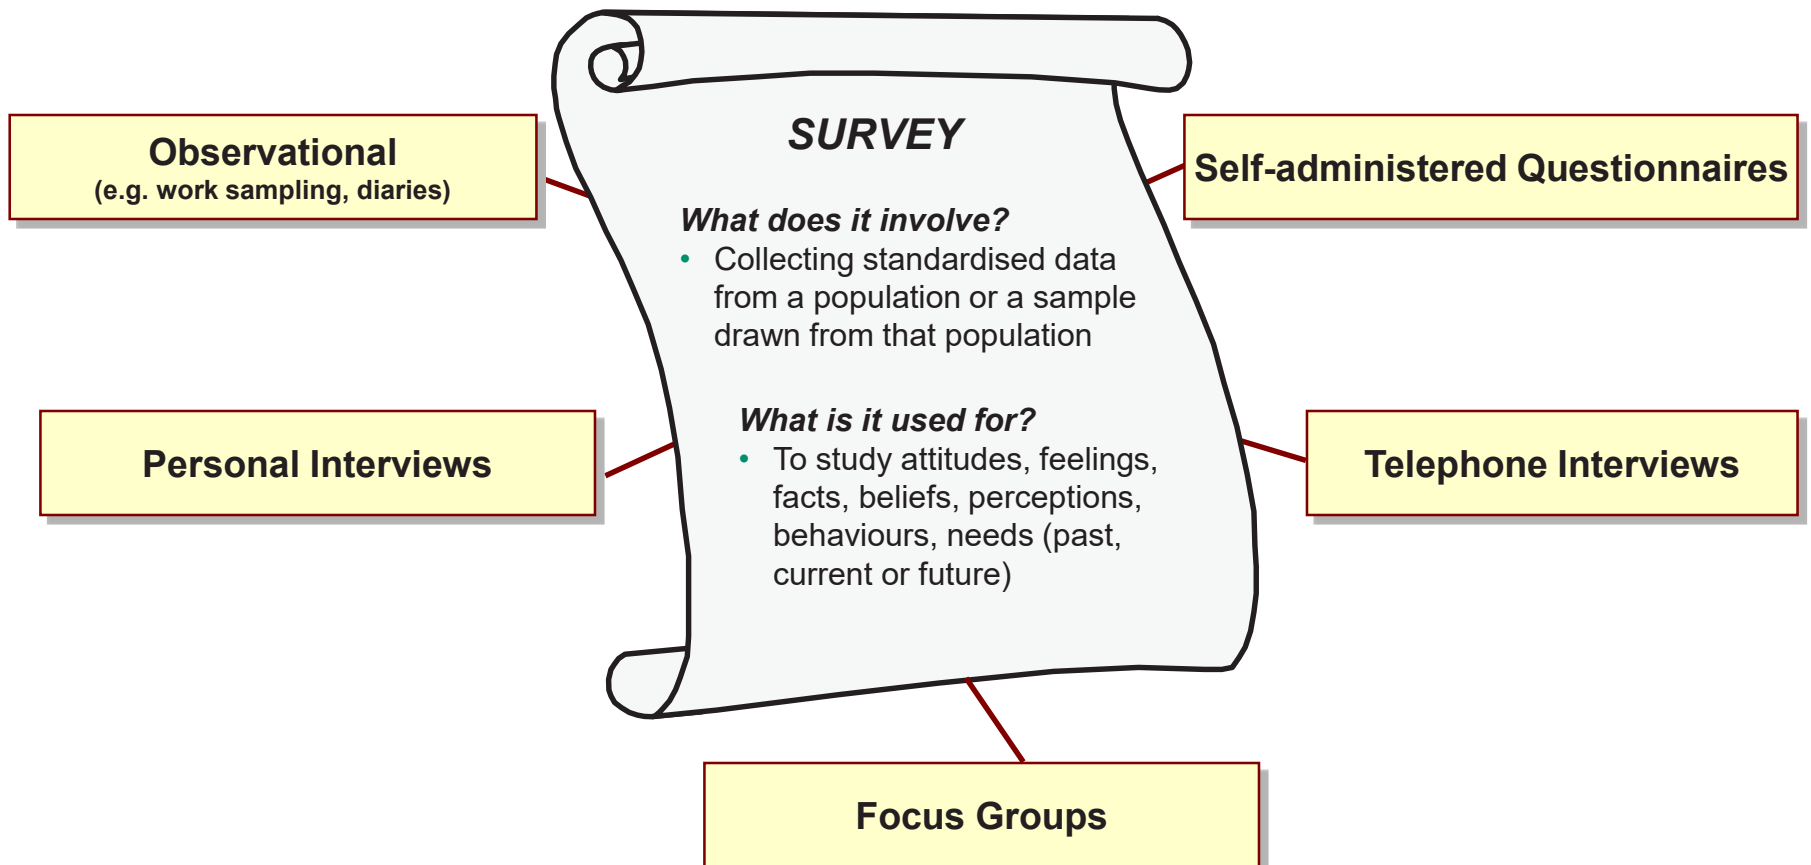 SURVEY
Observational
(e.g. work sampling, diaries)
Self-administered Questionnaires
What does it involve?
• Collecting standardised data
from a population or a sample
drawn from that population
Personal Interviews
What is it used for?
• To study attitudes, feelings,
facts, beliefs, perceptions,
behaviours, needs (past,
current or future)
Telephone Interviews
Focus Groups